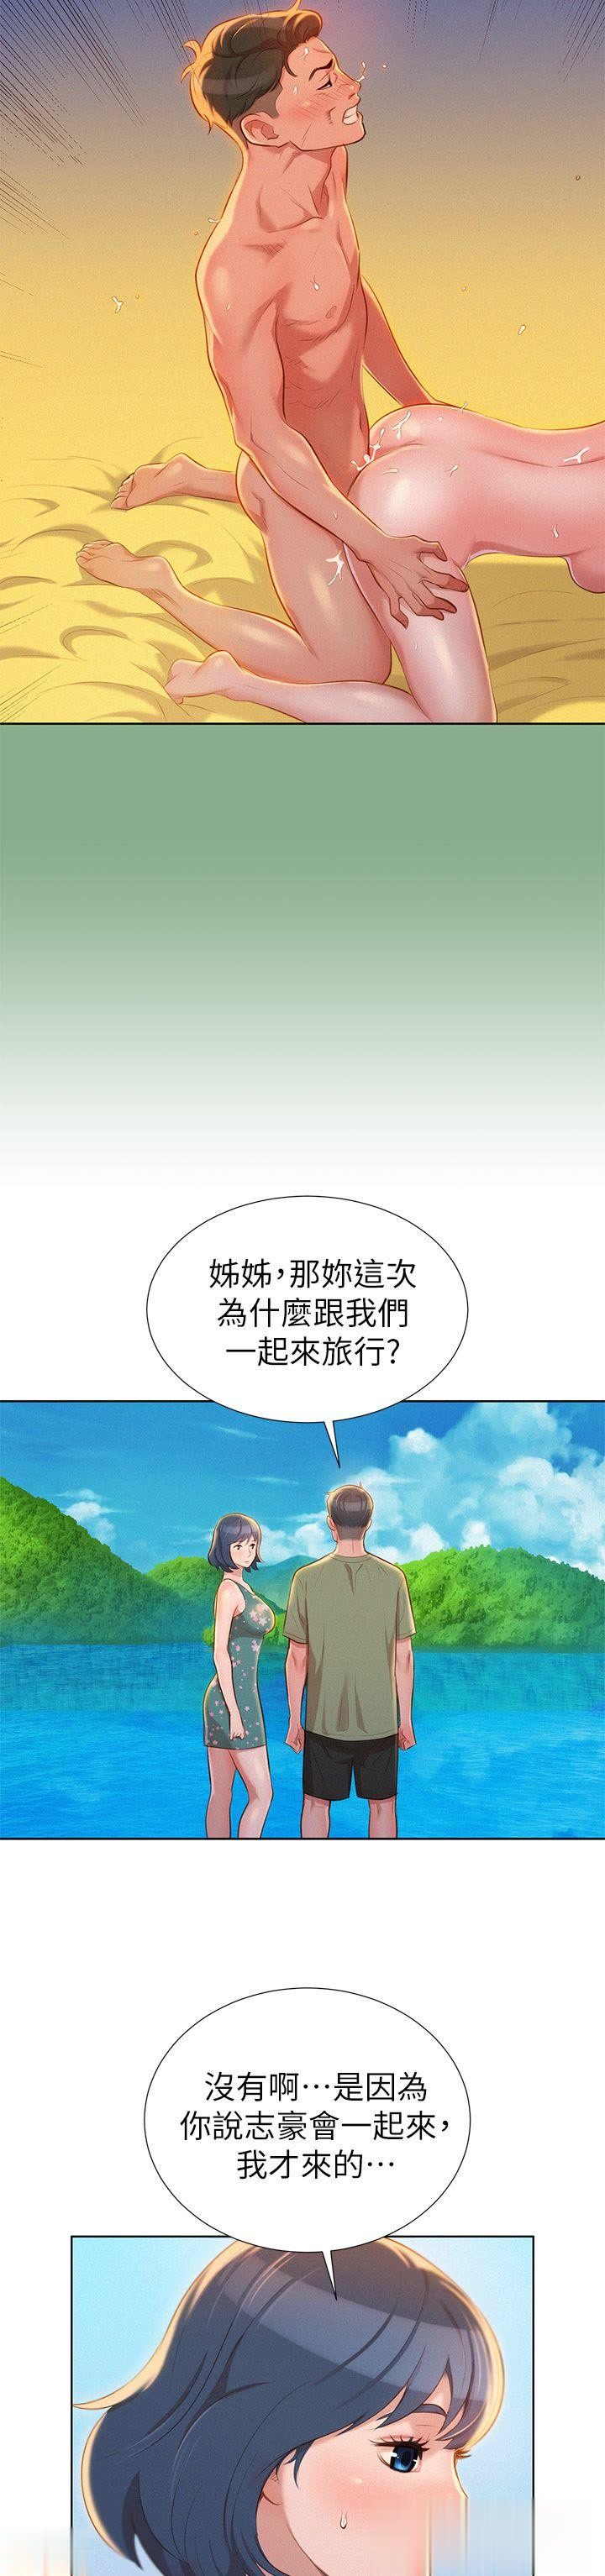 姊姊,那妳這次
為什麼跟我們
一起來旅行?
沒有啊…是因為
你說志豪會一起來,
我才來的…